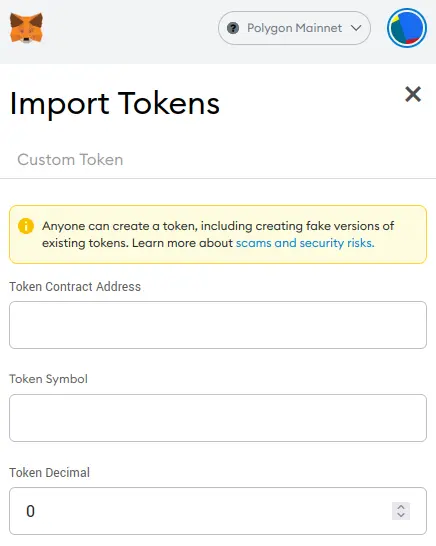 Polygon Mainnet
Import Tokens
Custom Token
Anyone can create a token, including creating fake versions of
existing tokens. Learn more about scams and security risks.
Token Contract Address
Token Symbol
Token Decimal
0